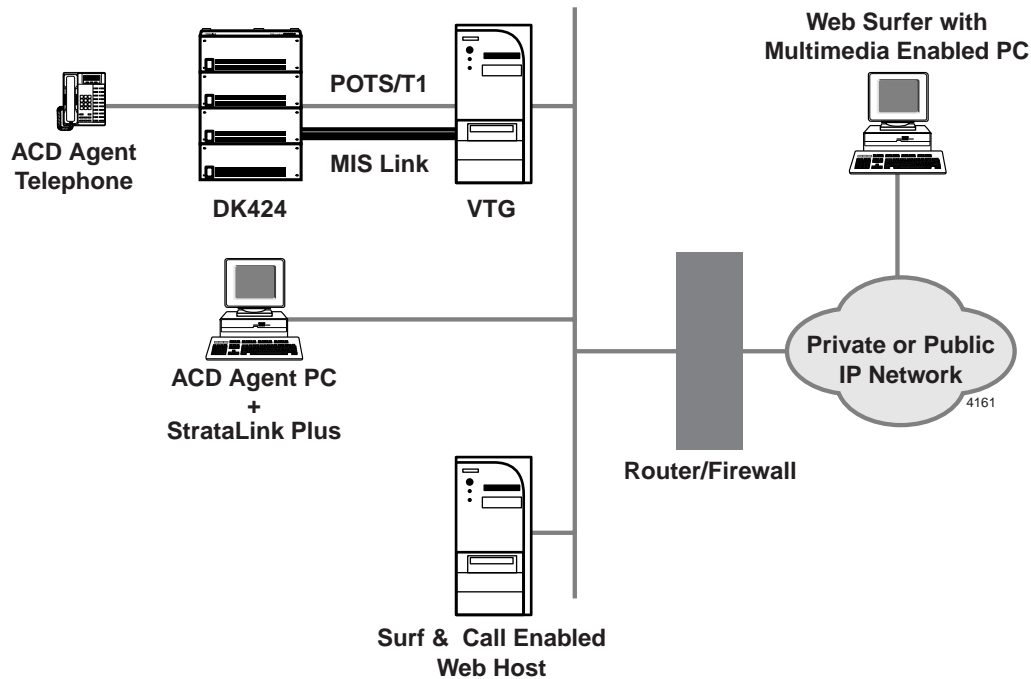 Web Surfer with
Multimedia Enabled PC
POTS/T1
MIS Link
ACD Agent
Telephone
DK424
VTG
ACD Agent PC
+
StrataLink Plus
Private or Public
IP Network
4161
Router/Firewall
Surf & Call Enabled
Web Host